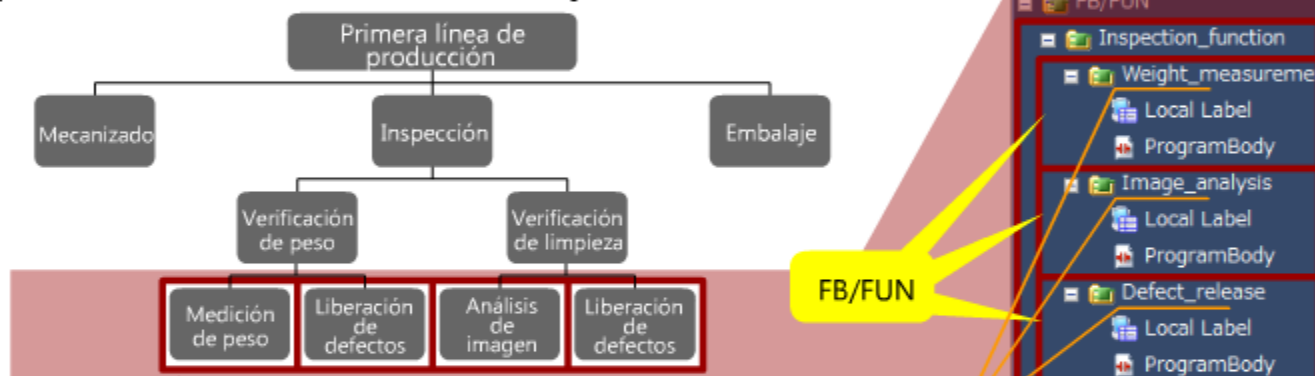 Primera línea de
producción
Mecanizado
Inspección
Embalaje
Verificación
de peso
Verificación
de limpieza
Medición
de peso
Liberación
de
defectos
Análisis
de
imagen
Liberación
de
defectos
FB/FUN
FB/FUN
Inspection_function
Weight_measureme
Local Label
ProgramBody
Image_analysis
Local Label
ProgramBody
Defect_release
Local Label
ProgramBody